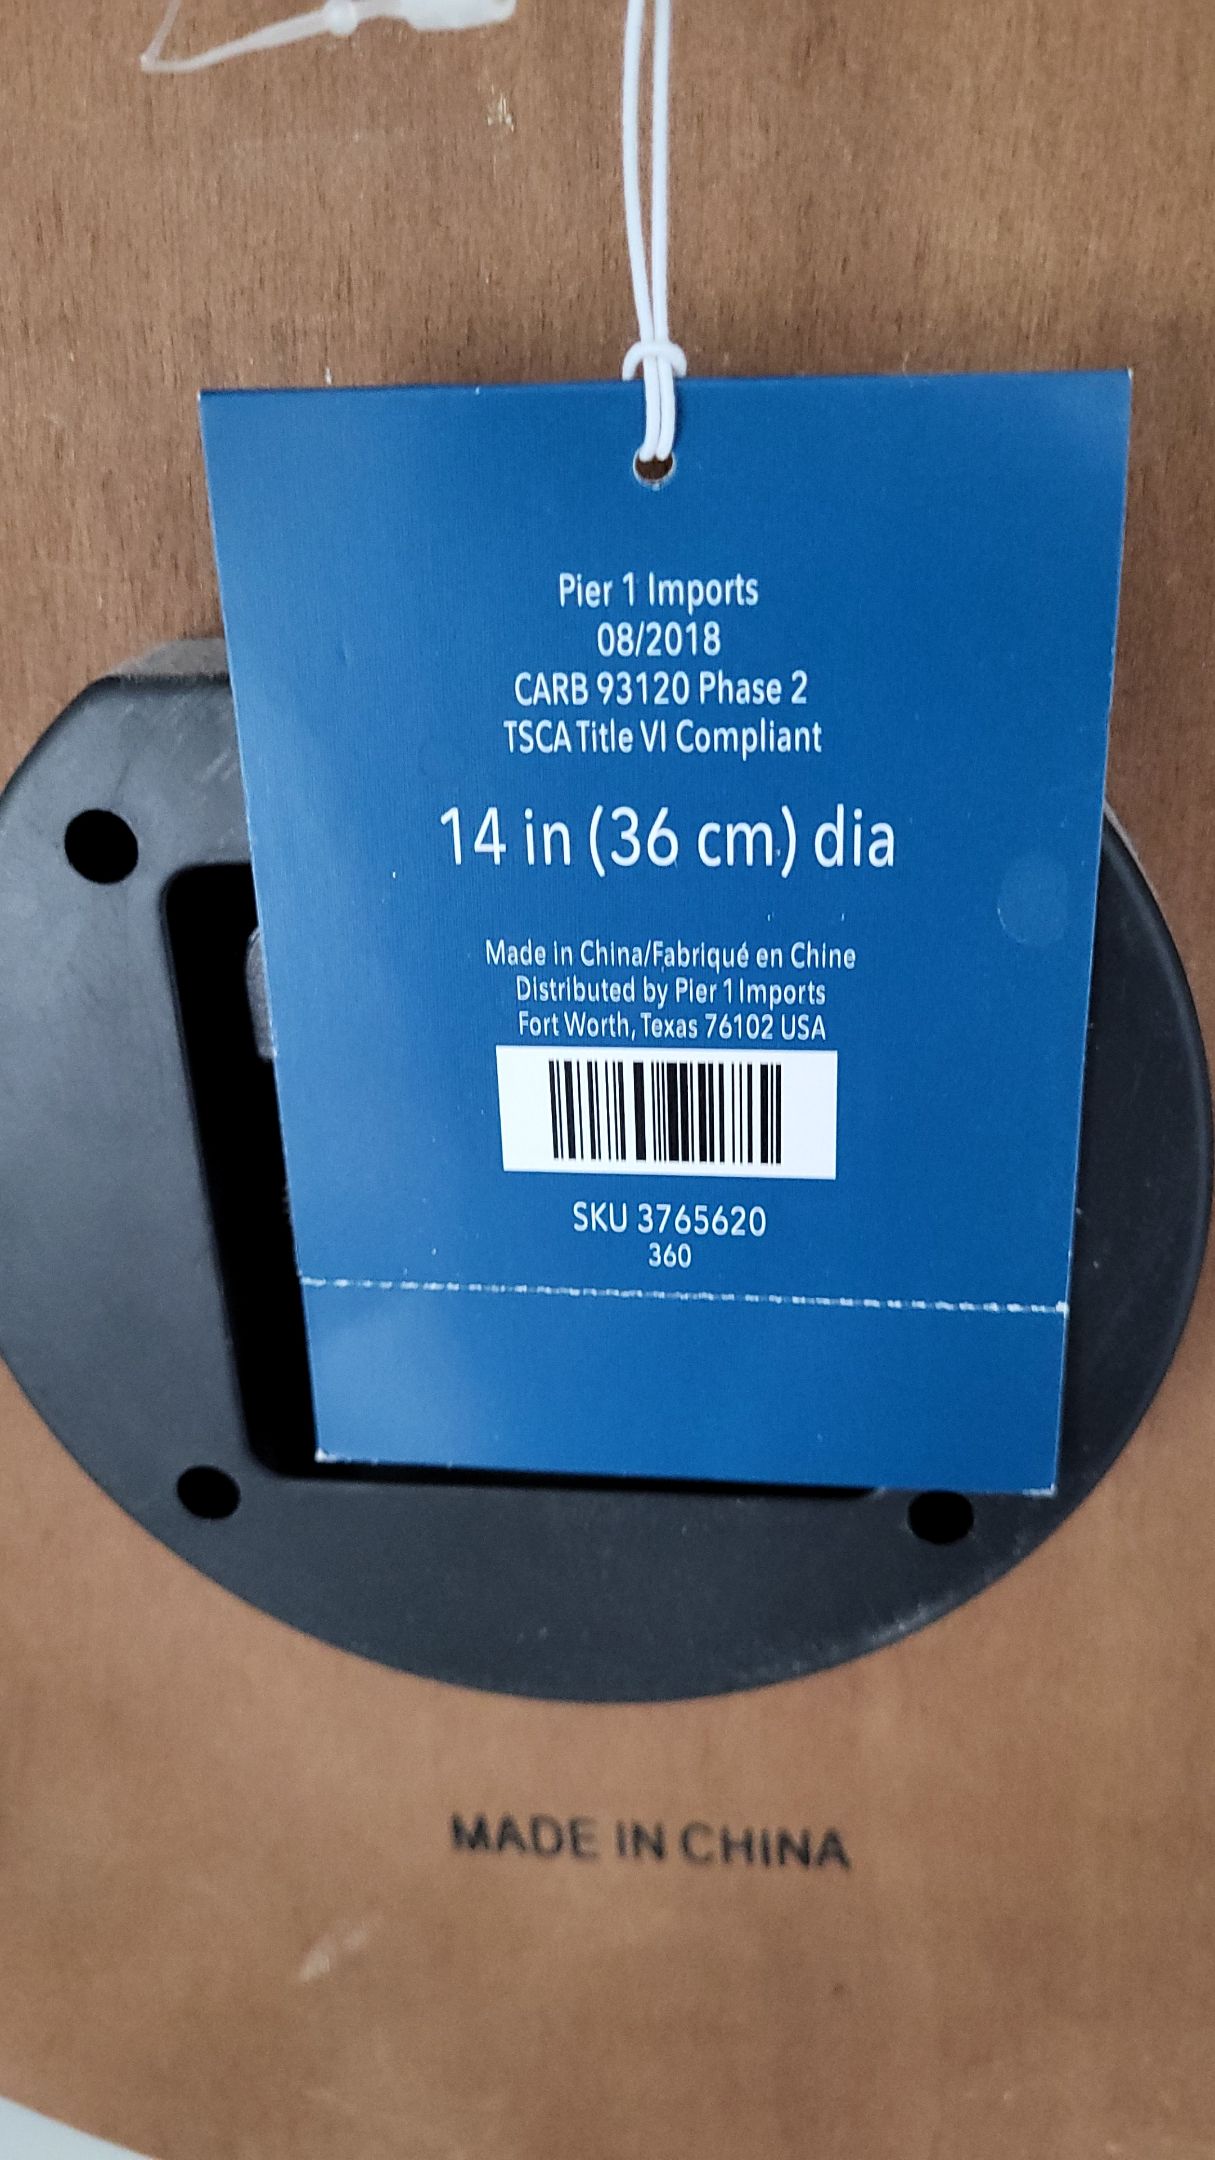 Pier 1 Imports
08/2018
CARB 93120 Phase 2
TSCA Title VI Compliant
14 in (36 cm) dia
Made in China/Fabriqué en Chine
Distributed by Pier 1 Imports
Fort Worth, Texas 76102 USA
SKU 3765620
360
MADE IN CHINA